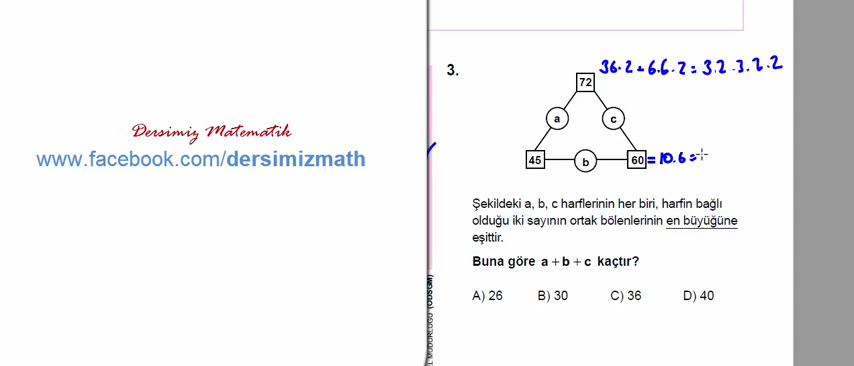 Dersimiz Matematik
www.facebook.com/dersimizmath
3.
36.2 = 6.6.2 = 3.2.3.2.2
72
a
c
45
b
60 = 10.6 =
Şekildeki a, b, c harflerinin her biri, harfin bağlı
olduğu iki sayının ortak bölenlerinin en büyüğüne
eşittir.
Buna göre a + b + c kaçtır?
A) 26 B) 30 C) 36 D) 40
L MÜDÜRLÜĞÜ (ÖDSGM)